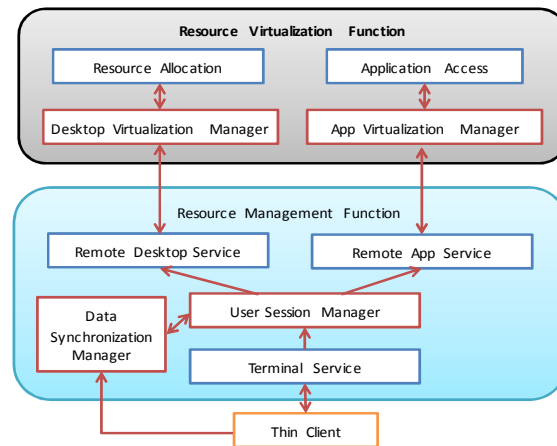 Resource Virtualization Function
Resource Allocation
Application Access
Desktop Virtualization Manager
App Virtualization Manager
Resource Management Function
Remote Desktop Service
Remote App Service
Data
Synchronization
Manager
User Session Manager
Terminal Service
Thin Client